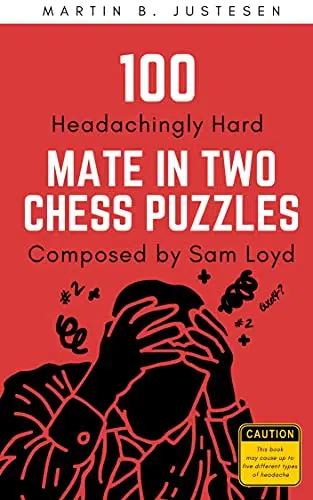 MARTIN B. JUSTESEN
100
Headachingly Hard
MATE IN TWO
CHESS PUZZLES
Composed by Sam Loyd
#2
#2
CAUTION
This book
may cause up to
five different types
of headache